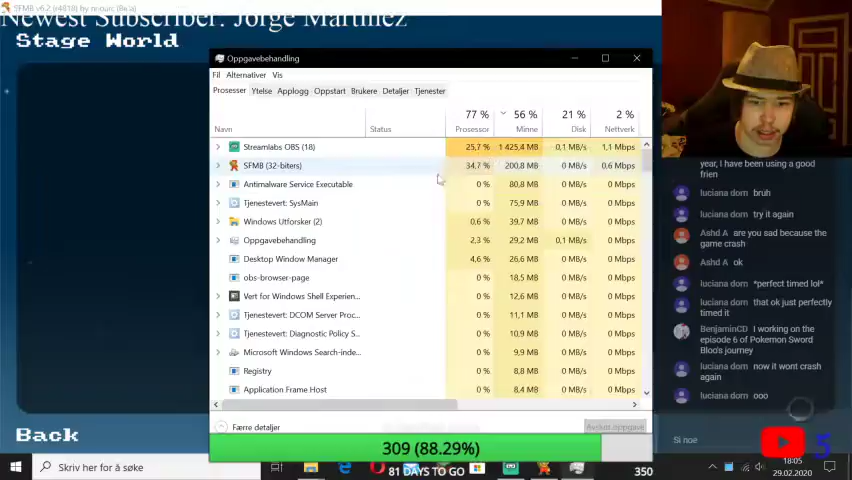 SFMB v6.2 (r4818) by nr.ourc (8e.a)
Newest Subscriber: Jorge Martinez
Stage World
Oppgavebehandling
Fil Alternativer Vis
Prosesser Ytelse Applogg Oppstart Brukere Detaljer Tjenester
77 % 56 % 21 % 2 %
Navn Status Prosessor Minne Disk Nettverk
Streamlabs OBS (18) 25,7 % 1 425,4 MB 0,1 MB/s 1,1 Mbps
SFMB (32-biters) 34,7 % 200,8 MB 0 MB/s 0,6 Mbps
Antimalware Service Executable 0 % 80,8 MB 0 MB/s 0 Mbps
Tjenestevert: SysMain 0 % 75,9 MB 0 MB/s 0 Mbps
Windows Utforsker (2) 0,6 % 39,7 MB 0 MB/s 0 Mbps
Oppgavebehandling 2,3 % 29,2 MB 0,1 MB/s 0 Mbps
Desktop Window Manager 4,6 % 26,6 MB 0 MB/s 0 Mbps
obs-browser-page 0 % 18,5 MB 0 MB/s 0 Mbps
Vert for Windows Shell Experien... 0 % 12,6 MB 0 MB/s 0 Mbps
Tjenestevert: DCOM Server Proc... 0 % 11,1 MB 0 MB/s 0 Mbps
Tjenestevert: Diagnostic Policy S... 0 % 10,9 MB 0 MB/s 0 Mbps
Microsoft Windows Search-inde... 0 % 9,9 MB 0 MB/s 0 Mbps
Registry 0 % 8,8 MB 0 MB/s 0 Mbps
Application Frame Host 0 % 8,4 MB 0 MB/s 0 Mbps
Færre detaljer Avslutt oppgave
year, I have been using a good
frien
luciana dorn bruh
luciana dorn try it again
Ashd A are you sad because the
game crash
Ashd A ok
luciana dorn *perfect timed lol*
luciana dorn that ok just perfectly
timed it
BenjaminCD I working on the
episode 6 of Pokemon Sword
Bloo's journey
luciana dorn now it wont crash
again
luciana dorn ooo
Si noe
Back
309 (88.29%)
81 DAYS TO GO
350
Skriv her for å søke
5
18:05
29.02.2020